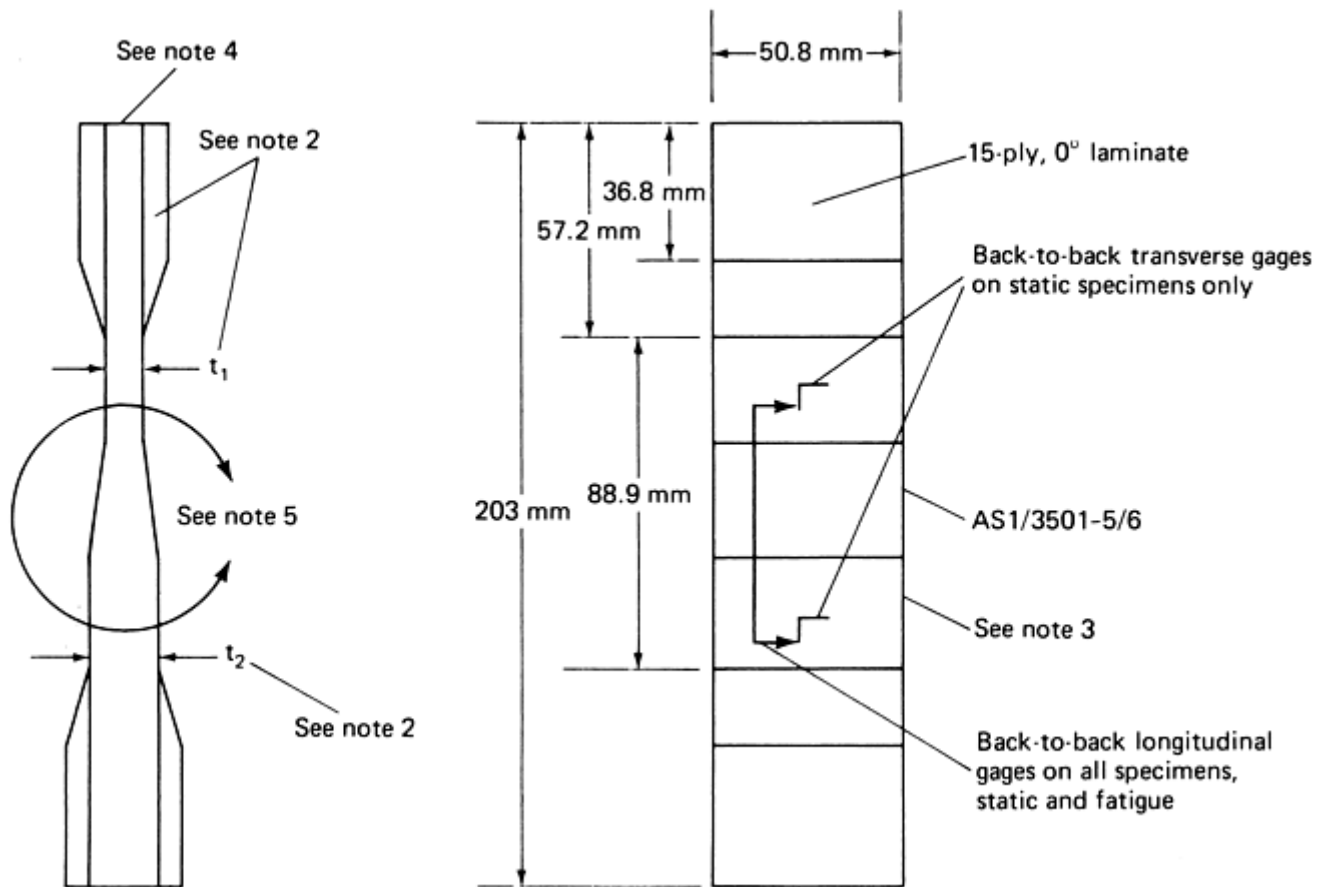 See note 4
50.8 mm
See note 2
15-ply, 0° laminate
36.8 mm
57.2 mm
Back-to-back transverse gages
on static specimens only
t₁
See note 5
88.9 mm
203 mm
AS1/3501-5/6
See note 3
t₂
See note 2
Back-to-back longitudinal
gages on all specimens,
static and fatigue